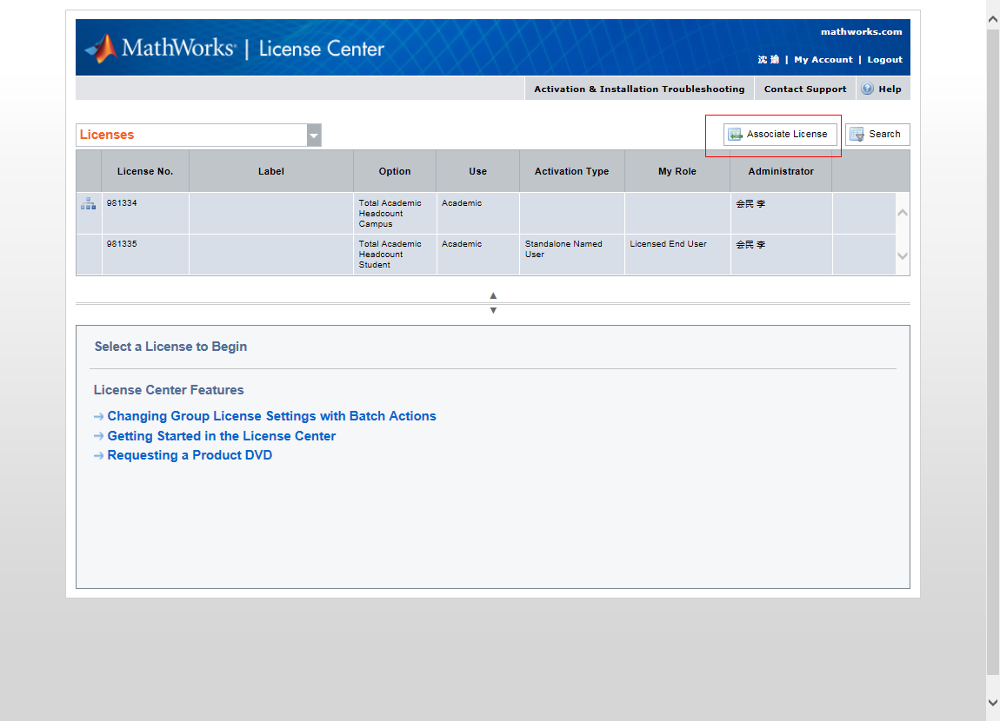 mathworks.com
MathWorks® | License Center
沈 瑜 | My Account | Logout
Activation & Installation Troubleshooting Contact Support Help
Licenses
Associate License
Search
License No. Label Option Use Activation Type My Role Administrator
981334 Total Academic Headcount Campus Academic 会民 李
981335 Total Academic Headcount Student Academic Standalone Named User Licensed End User 会民 李
Select a License to Begin
License Center Features
Changing Group License Settings with Batch Actions
Getting Started in the License Center
Requesting a Product DVD